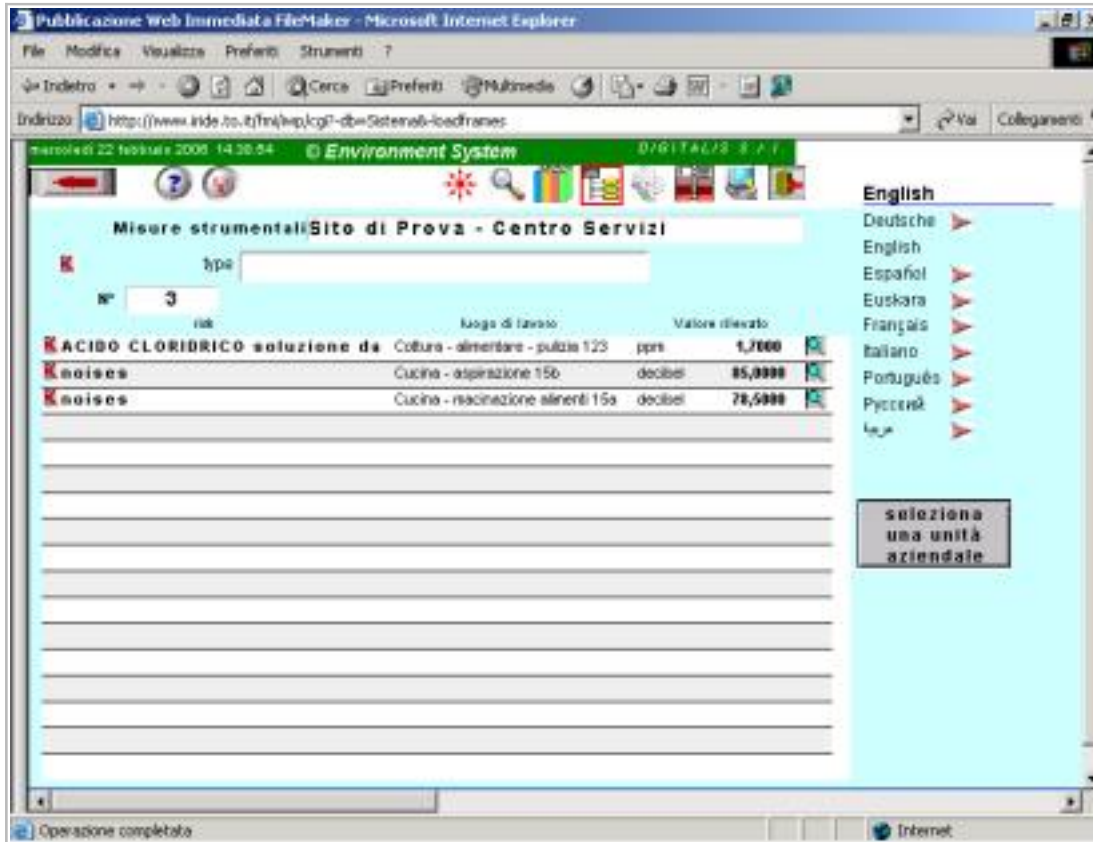 Pubblicazione Web Immediata FileMaker - Microsoft Internet Explorer
File Modifica Visualizza Preferiti Strumenti ?
Indietro Cerca Preferiti Multimedia
Indirizzo http://www.iride.to.it/fmi/iwp/cgi?-db=Sistema&-loadframes Vai Collegamenti
mercoledì 22 febbraio 2006 14.38.54 © Environment System DIGITALIS S r l
English
Misure strumentali Sito di Prova - Centro Servizi
Deutsche
English
K type
Español
N° 3
Euskara
risk luogo di lavoro Valore rilevato
Français
K ACIDO CLORIDRICO soluzione da Cottura - alimentare - pulizia 123 ppm 1,7000
Italiano
K noises Cucina - aspirazione 15b decibel 85,0000
Português
K noises Cucina - macinazione alimenti 15a decibel 78,5000
Русский
seleziona
una unità
aziendale
Operazione completata Internet